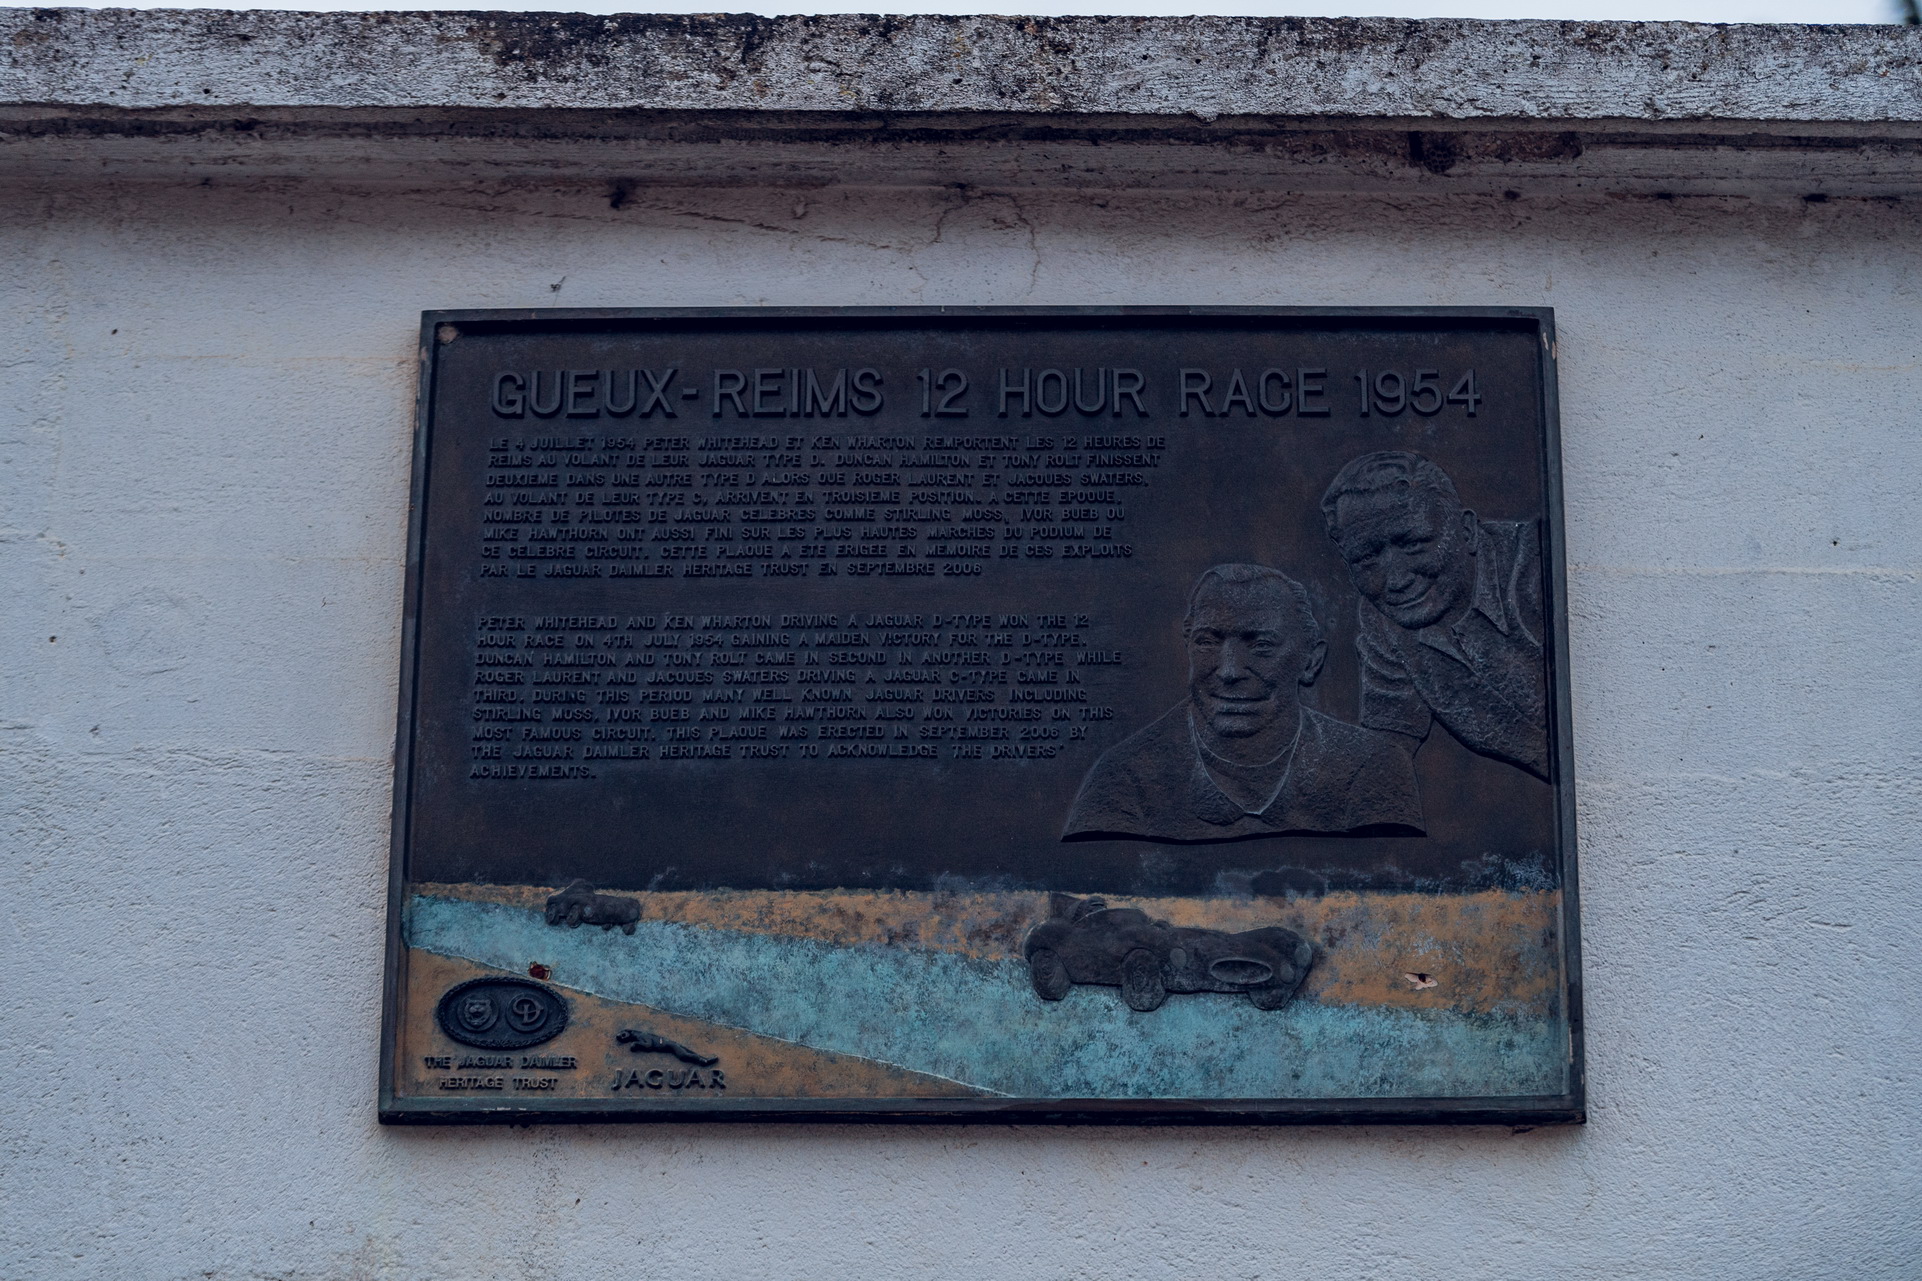 GUEUX-REIMS 12 HOUR RACE 1954
LE 4 JUILLET 1954 PETER WHITEHEAD ET KEN WHARTON REMPORTENT LES 12 HEURES DE
REIMS AU VOLANT DE LEUR JAGUAR TYPE D. DUNCAN HAMILTON ET TONY ROLT FINISSENT
DEUXIEME DANS UNE AUTRE TYPE D ALORS QUE ROGER LAURENT ET JACQUES SWATERS,
AU VOLANT DE LEUR TYPE C, ARRIVENT EN TROISIEME POSITION. A CETTE EPOQUE,
NOMBRE DE PILOTES DE JAGUAR CELEBRES COMME STIRLING MOSS, IVOR BUEB OU
MIKE HAWTHORN ONT AUSSI FINI SUR LES PLUS HAUTES MARCHES DU PODIUM DE
CE CELEBRE CIRCUIT. CETTE PLAQUE A ETE ERIGEE EN MEMOIRE DE CES EXPLOITS
PAR LE JAGUAR DAIMLER HERITAGE TRUST EN SEPTEMBRE 2006
PETER WHITEHEAD AND KEN WHARTON DRIVING A JAGUAR D-TYPE WON THE 12
HOUR RACE ON 4TH JULY 1954 GAINING A MAIDEN VICTORY FOR THE D-TYPE.
DUNCAN HAMILTON AND TONY ROLT CAME IN SECOND IN ANOTHER D-TYPE WHILE
ROGER LAURENT AND JACQUES SWATERS DRIVING A JAGUAR C-TYPE CAME IN
THIRD. DURING THIS PERIOD MANY WELL KNOWN JAGUAR DRIVERS INCLUDING
STIRLING MOSS, IVOR BUEB AND MIKE HAWTHORN ALSO WON VICTORIES ON THIS
MOST FAMOUS CIRCUIT. THIS PLAQUE WAS ERECTED IN SEPTEMBER 2006 BY
THE JAGUAR DAIMLER HERITAGE TRUST TO ACKNOWLEDGE THE DRIVERS'
ACHIEVEMENTS.
D
THE JAGUAR DAIMLER
HERITAGE TRUST
JAGUAR